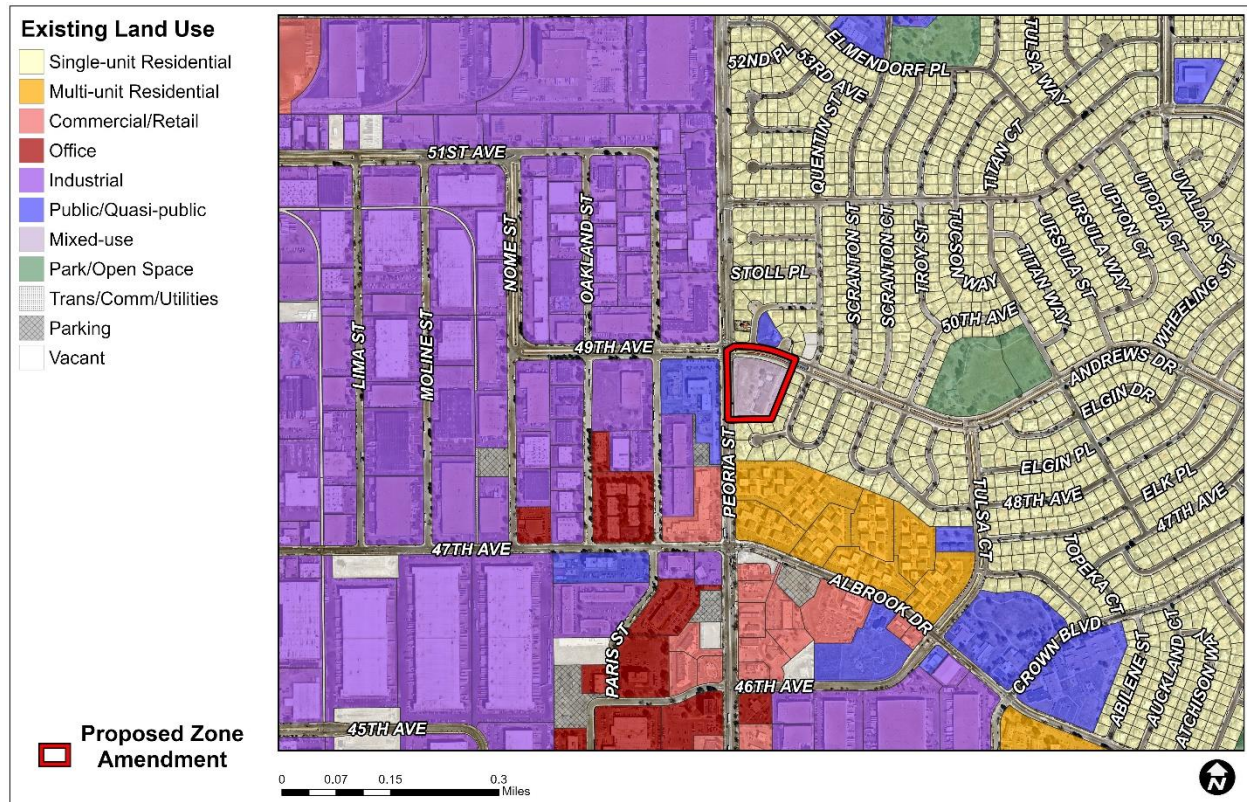 Existing Land Use
Single-unit Residential
Multi-unit Residential
Commercial/Retail
Office
Industrial
Public/Quasi-public
Mixed-use
Park/Open Space
Trans/Comm/Utilities
Parking
Vacant
Proposed Zone
Amendment
52ND PL
53RD AVE
ELMENDORF PL
TULSA WAY
QUENTIN ST
TITAN CT
51ST AVE
NOME ST
OAKLAND ST
SCRANTON ST
SCRANTON CT
TROY ST
TUCSON WAY
TITAN WAY
URSULA ST
URSULA WAY
UPTON CT
UTOPIA CT
UVALDA ST
WHEELING ST
STOLL PL
50TH AVE
LIMA ST
MOLINE ST
49TH AVE
ANDREWS DR
ELGIN DR
PEORIA ST
ELGIN PL
ELK PL
48TH AVE
47TH AVE
TULSA CT
47TH AVE
TOPEKA CT
ALBROOK DR
CROWN BLVD
PARIS ST
46TH AVE
ABILENE ST
AUCKLAND CT
ATCHISON WAY
45TH AVE
0 0.07 0.15 0.3
Miles
N